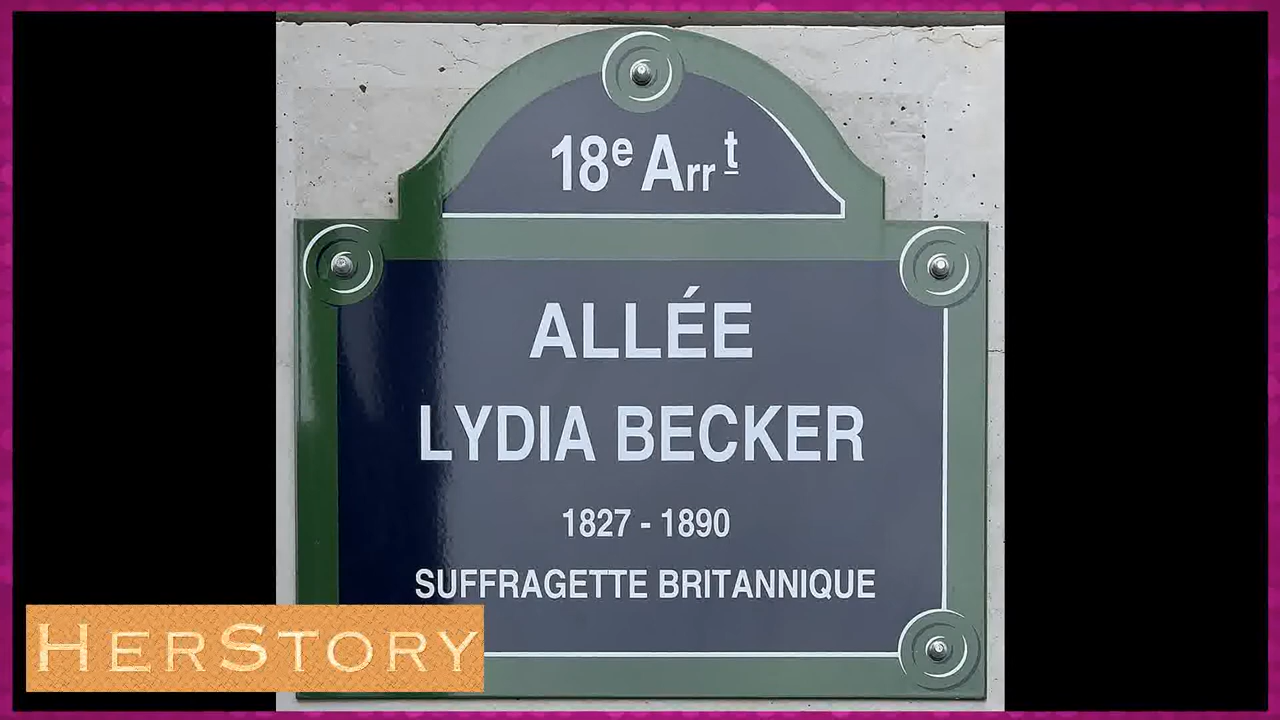 18e Arrt
ALLÉE
LYDIA BECKER
1827 - 1890
SUFFRAGETTE BRITANNIQUE
HERSTORY